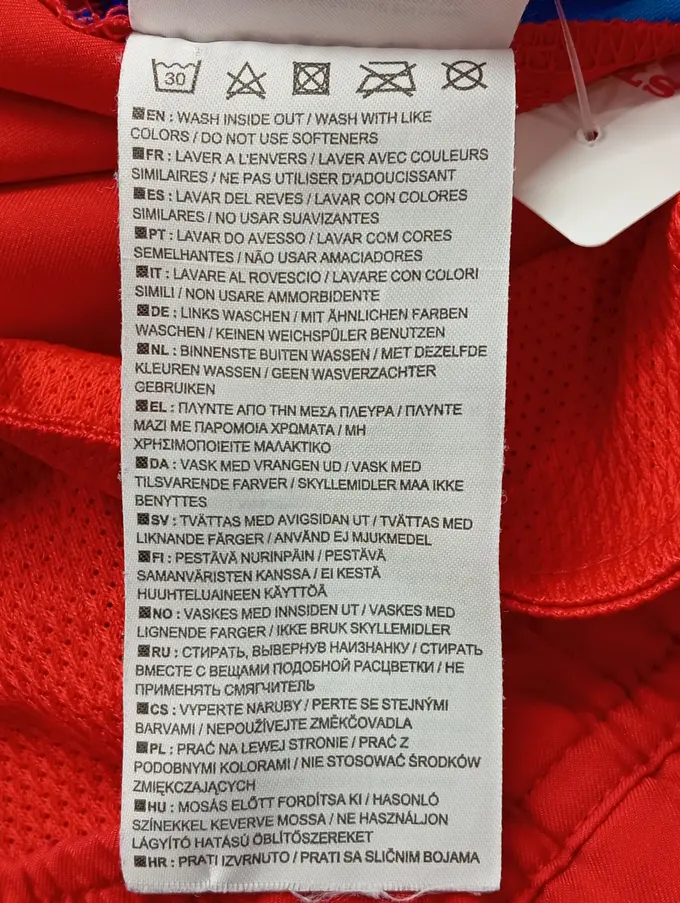 30
EN : WASH INSIDE OUT / WASH WITH LIKE
COLORS / DO NOT USE SOFTENERS
FR : LAVER A L'ENVERS / LAVER AVEC COULEURS
SIMILAIRES / NE PAS UTILISER D'ADOUCISSANT
ES : LAVAR DEL REVES / LAVAR CON COLORES
SIMILARES / NO USAR SUAVIZANTES
PT : LAVAR DO AVESSO / LAVAR COM CORES
SEMELHANTES / NÃO USAR AMACIADORES
IT : LAVARE AL ROVESCIO / LAVARE CON COLORI
SIMILI / NON USARE AMMORBIDENTE
DE : LINKS WASCHEN / MIT ÄHNLICHEN FARBEN
WASCHEN / KEINEN WEICHSPÜLER BENUTZEN
NL : BINNENSTE BUITEN WASSEN / MET DEZELFDE
KLEUREN WASSEN / GEEN WASVERZACHTER
GEBRUIKEN
EL : ΠΛΥΝΤΕ ΑΠΟ ΤΗΝ ΜΕΣΑ ΠΛΕΥΡΑ / ΠΛΥΝΤΕ
ΜΑΖΙ ΜΕ ΠΑΡΟΜΟΙΑ ΧΡΩΜΑΤΑ / ΜΗ
ΧΡΗΣΙΜΟΠΟΙΕΙΤΕ ΜΑΛΑΚΤΙΚΟ
DA : VASK MED VRANGEN UD / VASK MED
TILSVARENDE FARVER / SKYLLEMIDLER MAA IKKE
BENYTTES
SV : TVÄTTAS MED AVIGSIDAN UT / TVÄTTAS MED
LIKNANDE FÄRGER / ANVÄND EJ MJUKMEDEL
FI : PESTÄVÄ NURINPÄIN / PESTÄVÄ
SAMANVÄRISTEN KANSSA / EI KESTÄ
HUUHTELUAINEEN KÄYTTÖÄ
NO : VASKES MED INNSIDEN UT / VASKES MED
LIGNENDE FARGER / IKKE BRUK SKYLLEMIDLER
RU : СТИРАТЬ, ВЫВЕРНУВ НАИЗНАНКУ / СТИРАТЬ
ВМЕСТЕ С ВЕЩАМИ ПОДОБНОЙ РАСЦВЕТКИ / НЕ
ПРИМЕНЯТЬ СМЯГЧИТЕЛЬ
CS : VYPERTE NARUBY / PERTE SE STEJNÝMI
BARVAMI / NEPOUŽÍVEJTE ZMĚKČOVADLA
PL : PRAĆ NA LEWEJ STRONIE / PRAĆ Z
PODOBNYMI KOLORAMI / NIE STOSOWAĆ ŚRODKÓW
ZMIĘKCZAJĄCYCH
HU : MOSÁS ELŐTT FORDÍTSA KI / HASONLÓ
SZÍNEKKEL KEVERVE MOSSA / NE HASZNÁLJON
LÁGYÍTÓ HATÁSÚ ÖBLÍTŐSZEREKET
HR : PRATI IZVRNUTO / PRATI SA SLIČNIM BOJAMA